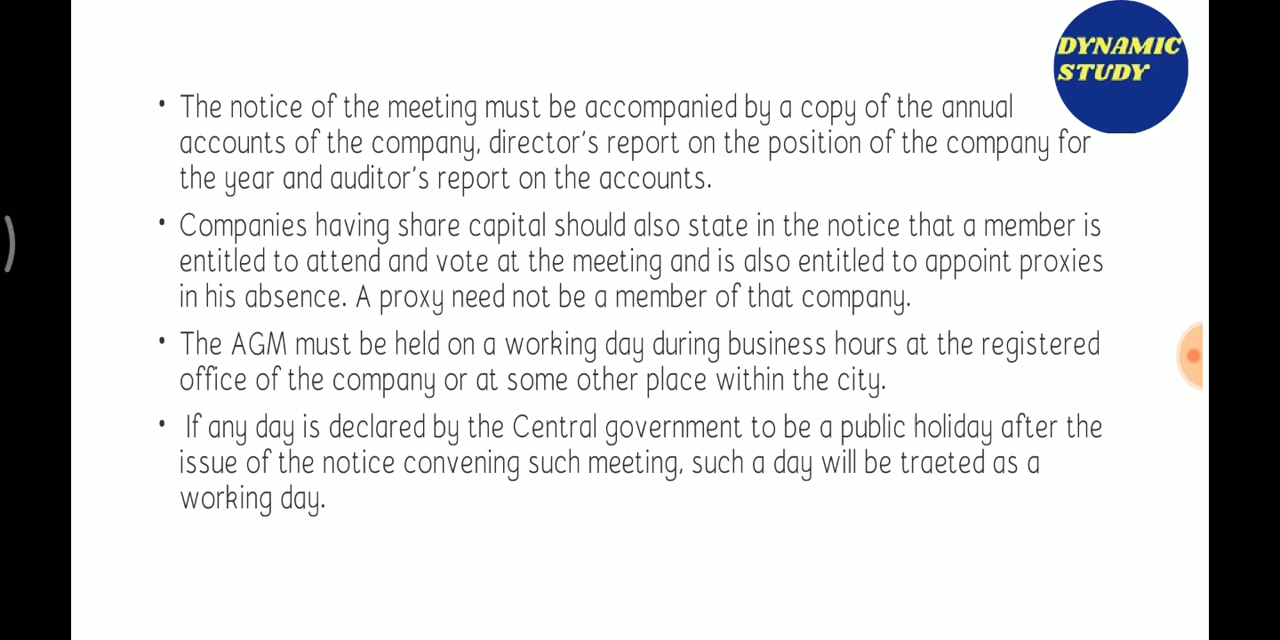 DYNAMIC
STUDY
• The notice of the meeting must be accompanied by a copy of the annual
accounts of the company, director's report on the position of the company for
the year and auditor's report on the accounts.
• Companies having share capital should also state in the notice that a member is
entitled to attend and vote at the meeting and is also entitled to appoint proxies
in his absence. A proxy need not be a member of that company.
• The AGM must be held on a working day during business hours at the registered
office of the company or at some other place within the city.
• If any day is declared by the Central government to be a public holiday after the
issue of the notice convening such meeting, such a day will be traeted as a
working day.